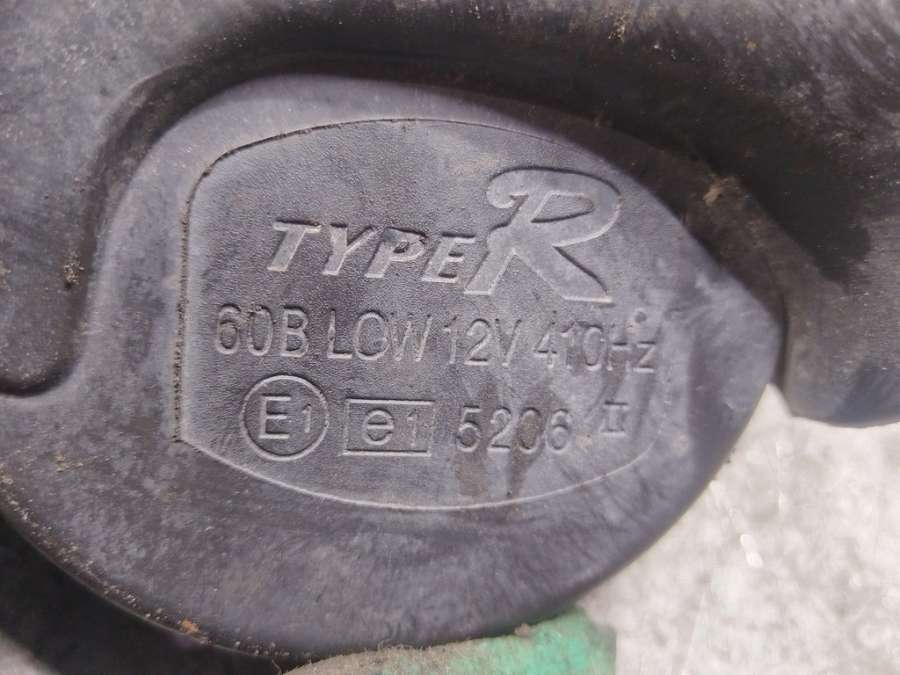 TYPE R
60B LOW 12V 410Hz
E1 e1 5206 II